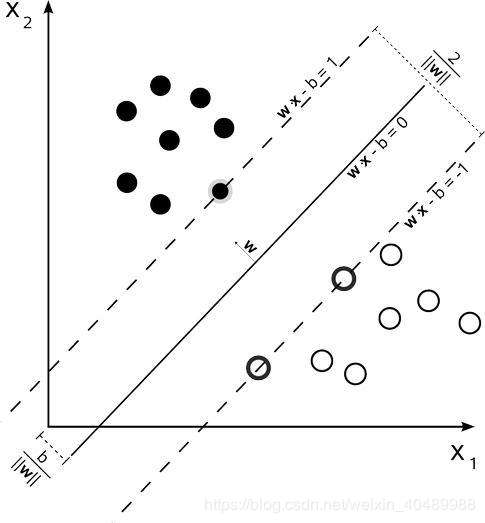 X2
2
‖w‖
w·x - b = 1
w·x - b = 0
w·x - b = -1
w
b
‖w‖
X1
https://blog.csdn.net/weixin_40489988